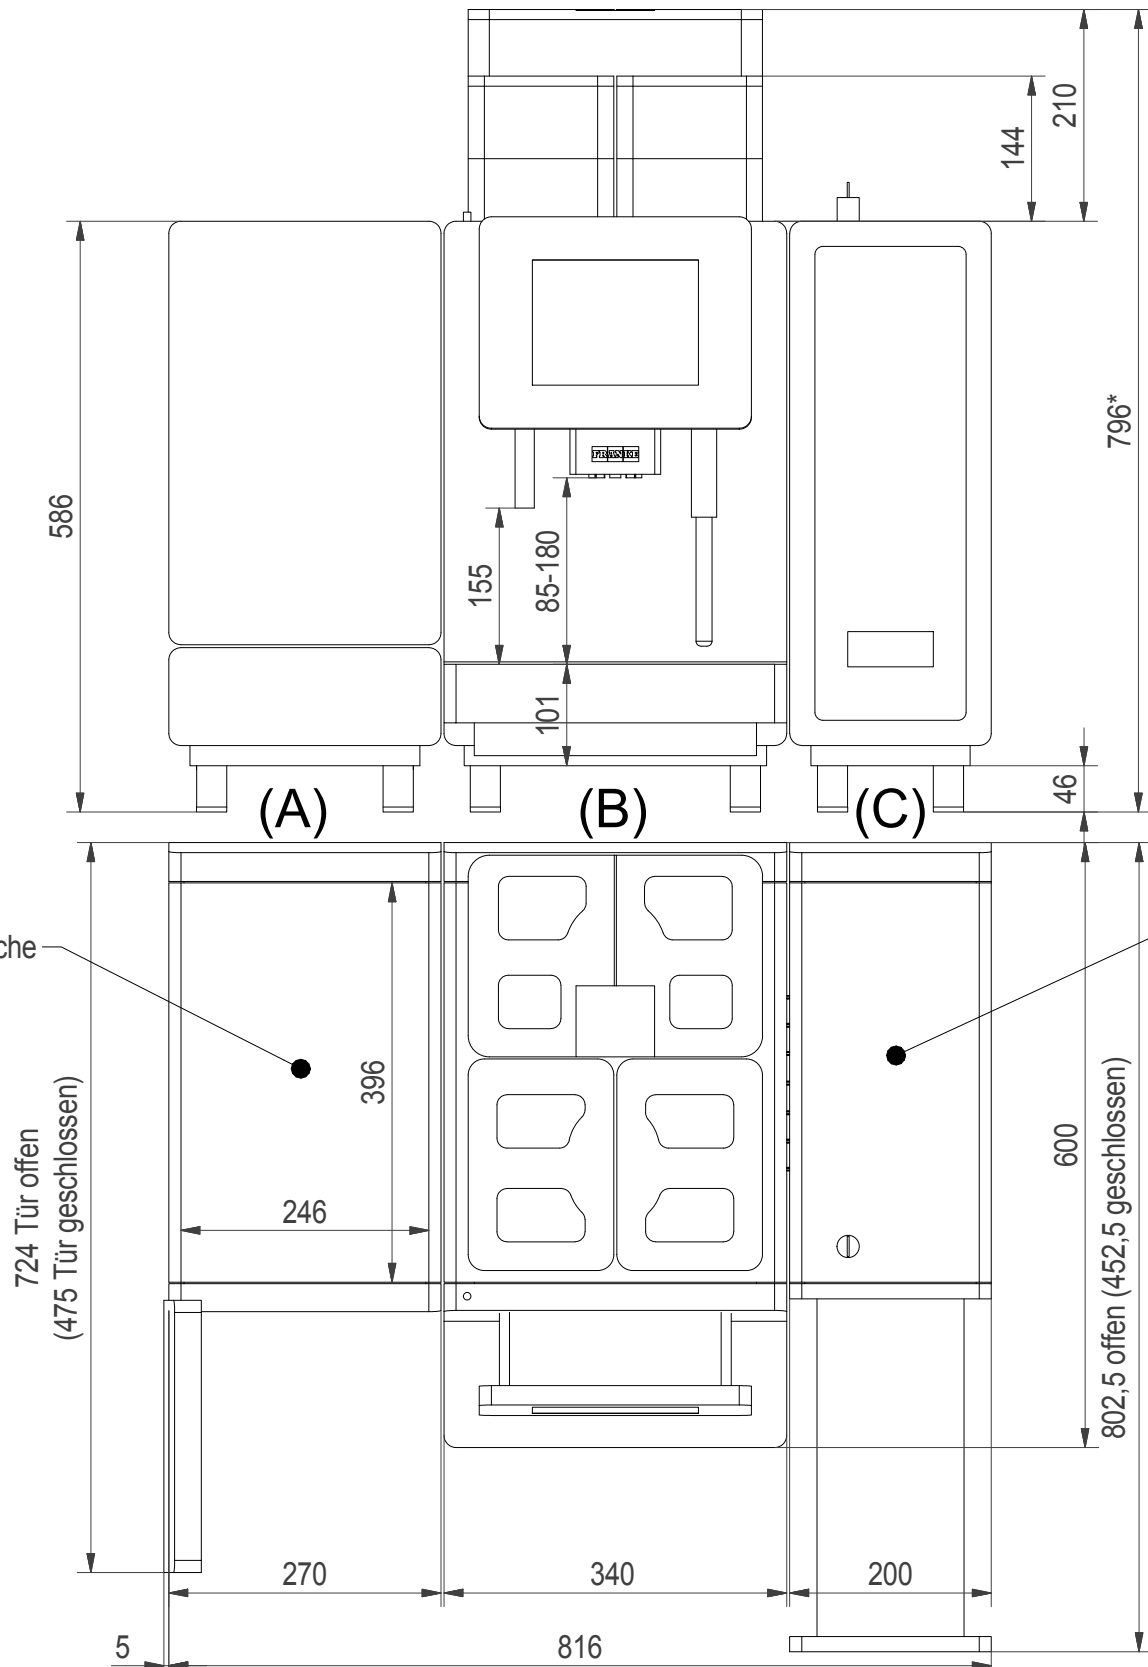 210
144
796*
FRANKE
586
155
85-180
101
46
(A)
(B)
(C)
che
396
246
724 Tür offen
(475 Tür geschlossen)
600
802,5 offen (452,5 geschlossen)
270
340
200
5
816